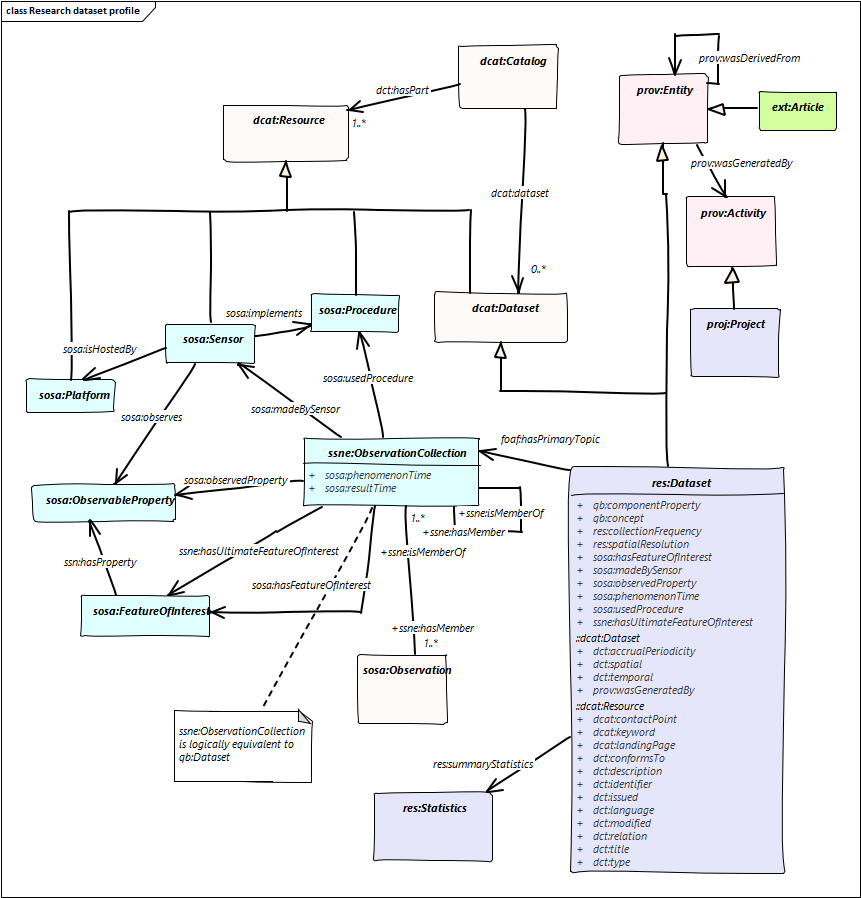 class Research dataset profile
dcat:Catalog
prov:wasDerivedFrom
prov:Entity
ext:Article
dct:hasPart
dcat:Resource
1..*
prov:wasGeneratedBy
dcat:dataset
prov:Activity
0..*
sosa:implements
sosa:Procedure
dcat:Dataset
proj:Project
sosa:Sensor
sosa:isHostedBy
sosa:usedProcedure
sosa:Platform
sosa:madeBySensor
sosa:observes
foaf:hasPrimaryTopic
ssne:ObservationCollection
+ sosa:phenomenonTime
+ sosa:resultTime
sosa:observedProperty
sosa:ObservableProperty
1..*
+ssne:isMemberOf
+ssne:hasMember
+ssne:isMemberOf
ssne:hasUltimateFeatureOfInterest
ssn:hasProperty
sosa:hasFeatureOfInterest
sosa:FeatureOfInterest
+ssne:hasMember
1..*
sosa:Observation
ssne:ObservationCollection
is logically equivalent to
qb:Dataset
res:summaryStatistics
res:Statistics
res:Dataset
+ qb:componentProperty
+ qb:concept
+ res:collectionFrequency
+ res:spatialResolution
+ sosa:hasFeatureOfInterest
+ sosa:madeBySensor
+ sosa:observedProperty
+ sosa:phenomenonTime
+ sosa:usedProcedure
+ ssne:hasUltimateFeatureOfInterest
::dcat:Dataset
+ dct:accrualPeriodicity
+ dct:spatial
+ dct:temporal
+ prov:wasGeneratedBy
::dcat:Resource
+ dcat:contactPoint
+ dcat:keyword
+ dcat:landingPage
+ dct:conformsTo
+ dct:description
+ dct:identifier
+ dct:issued
+ dct:language
+ dct:modified
+ dct:relation
+ dct:title
+ dct:type